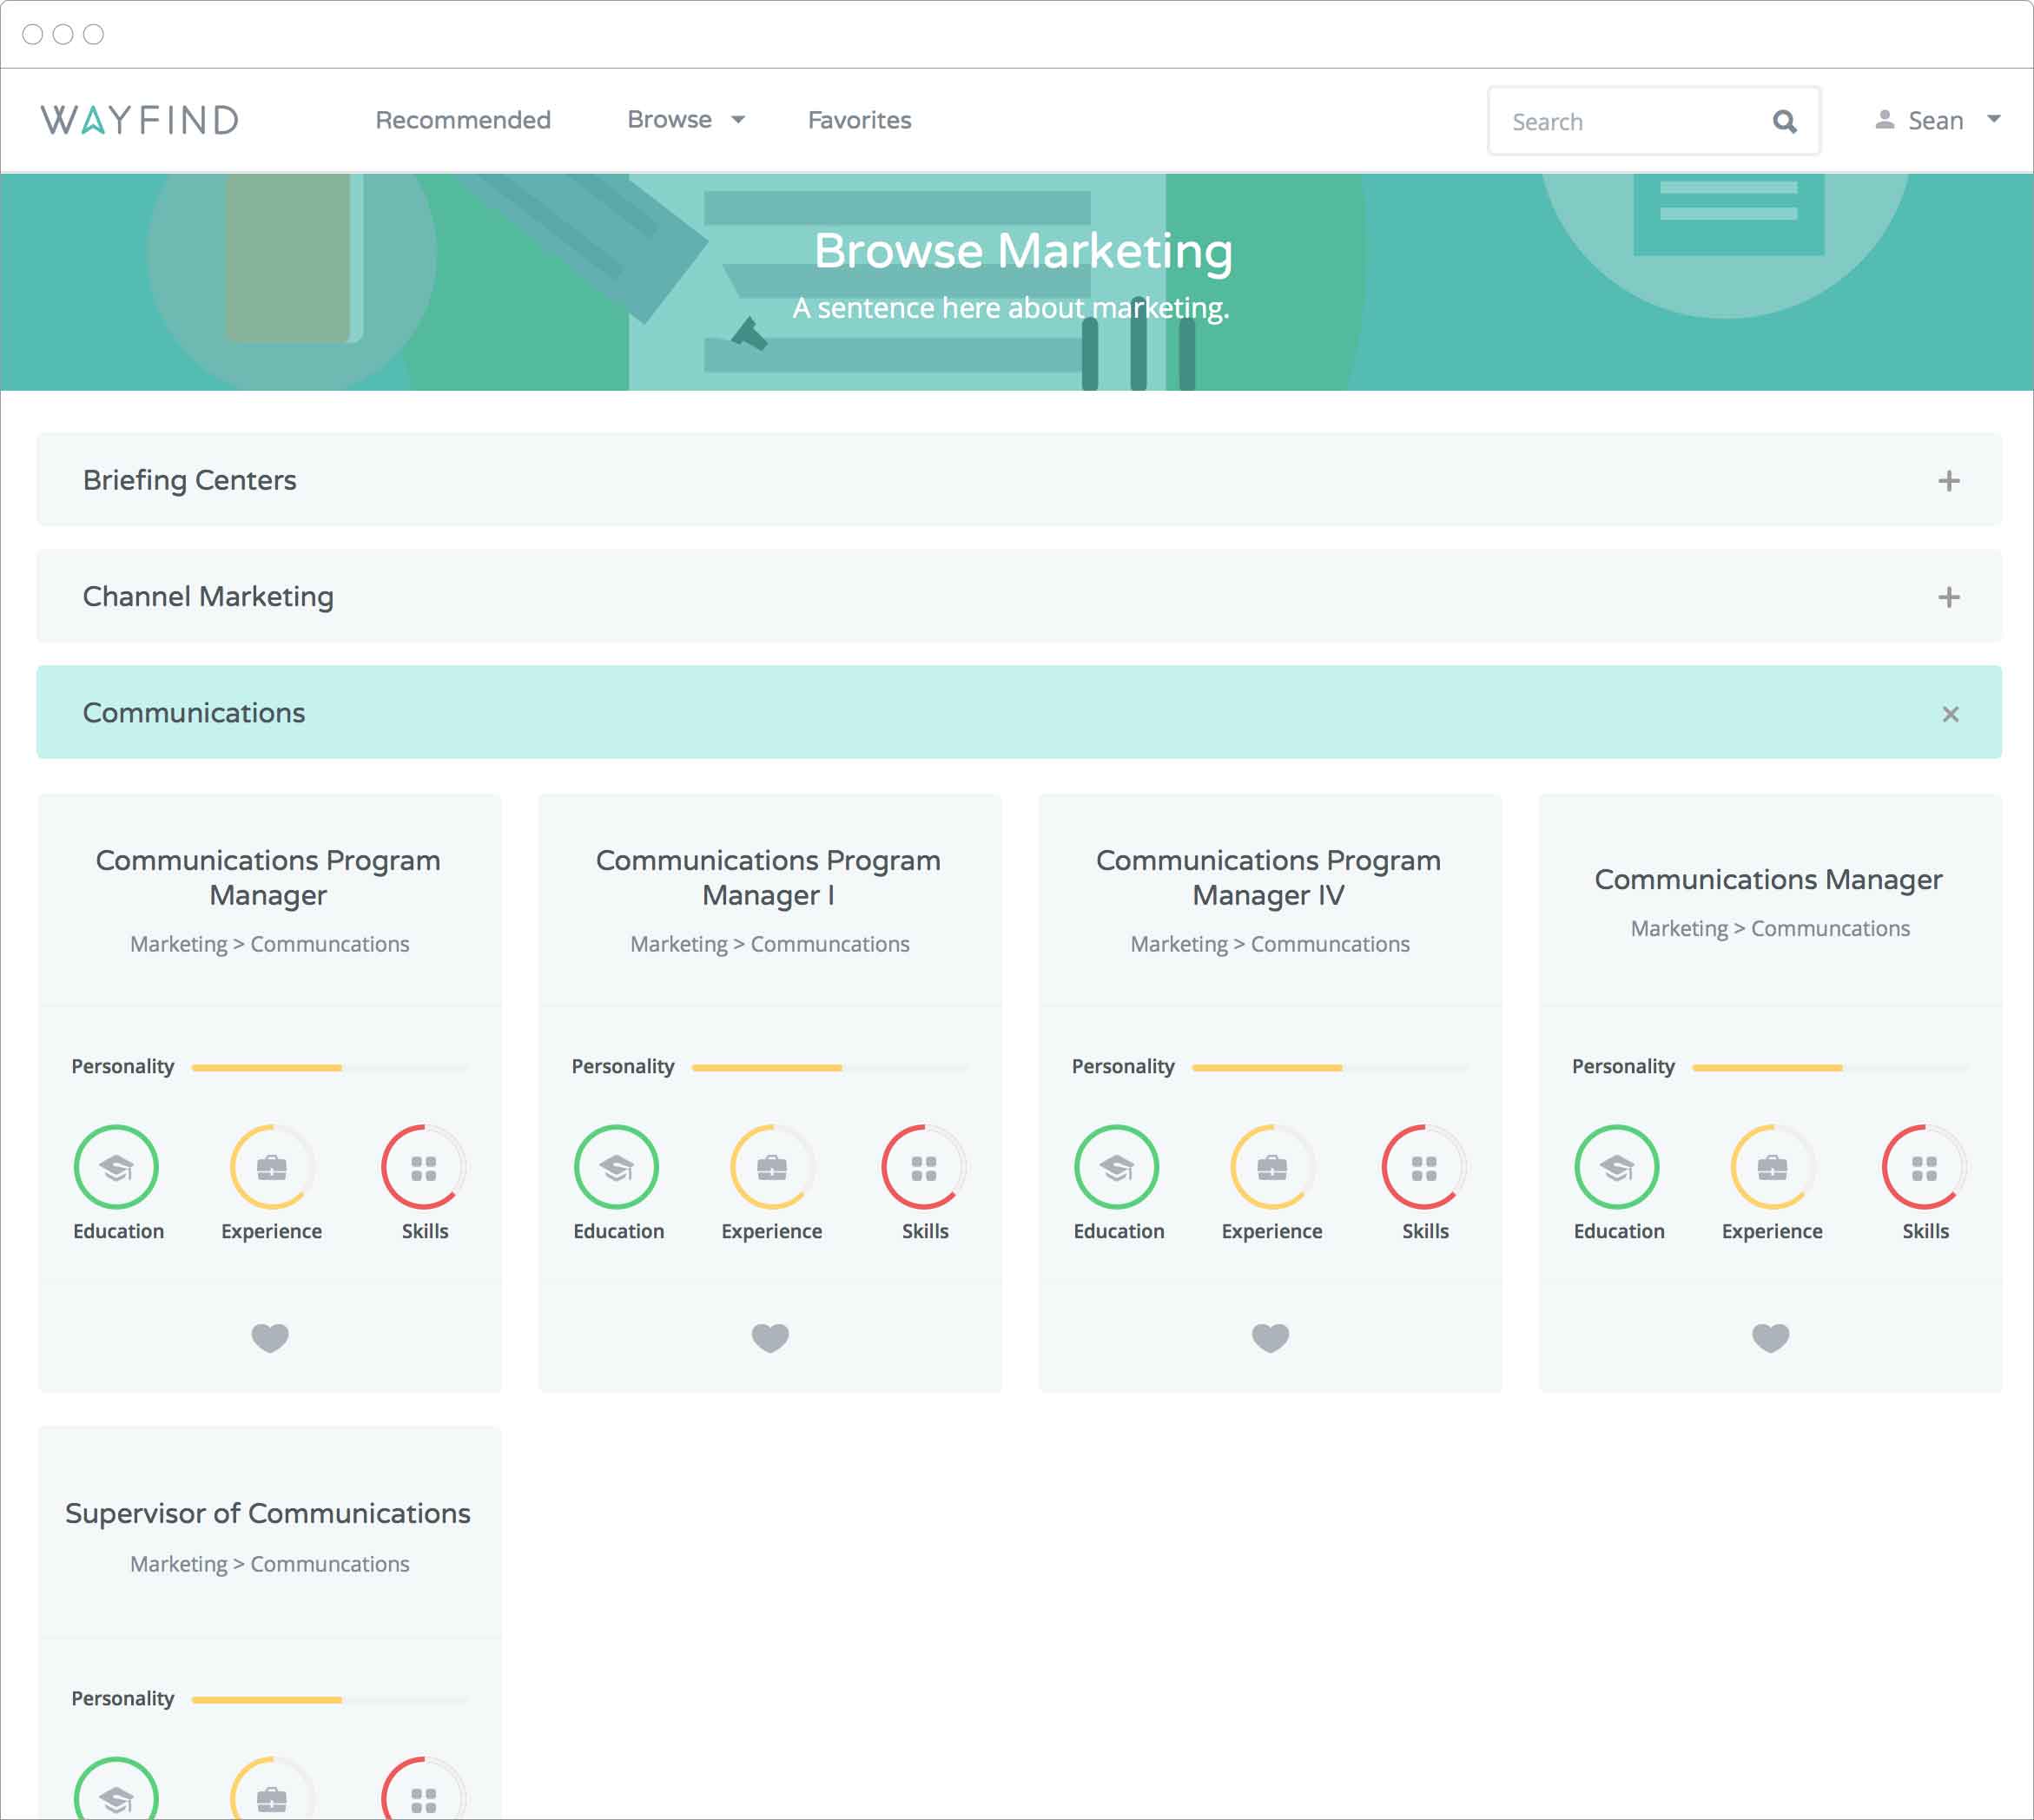 WAYFIND
Recommended
Browse
Favorites
Search
Sean
Browse Marketing
A sentence here about marketing.
Briefing Centers
Channel Marketing
Communications
Communications Program
Manager
Marketing > Communcations
Personality
Education
Experience
Skills
Communications Program
Manager I
Marketing > Communcations
Personality
Education
Experience
Skills
Communications Program
Manager IV
Marketing > Communcations
Personality
Education
Experience
Skills
Communications Manager
Marketing > Communcations
Personality
Education
Experience
Skills
Supervisor of Communications
Marketing > Communcations
Personality